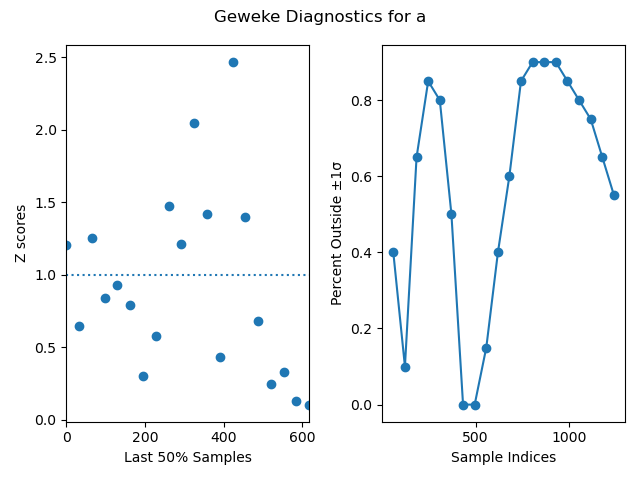 Geweke Diagnostics for a
Z scores
2.5
2.0
1.5
1.0
0.5
0.0
0 200 400 600
Last 50% Samples
Percent Outside ±1σ
0.8
0.6
0.4
0.2
0.0
500 1000
Sample Indices